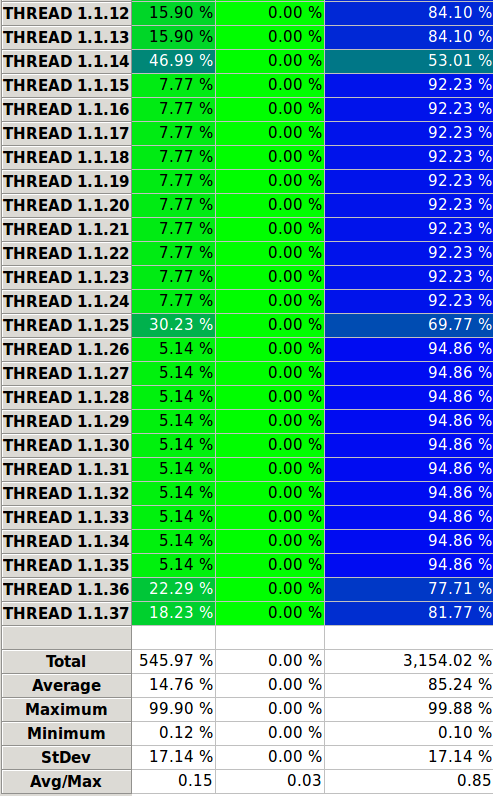 THREAD 1.1.12 15.90 % 0.00 % 84.10 %
THREAD 1.1.13 15.90 % 0.00 % 84.10 %
THREAD 1.1.14 46.99 % 0.00 % 53.01 %
THREAD 1.1.15 7.77 % 0.00 % 92.23 %
THREAD 1.1.16 7.77 % 0.00 % 92.23 %
THREAD 1.1.17 7.77 % 0.00 % 92.23 %
THREAD 1.1.18 7.77 % 0.00 % 92.23 %
THREAD 1.1.19 7.77 % 0.00 % 92.23 %
THREAD 1.1.20 7.77 % 0.00 % 92.23 %
THREAD 1.1.21 7.77 % 0.00 % 92.23 %
THREAD 1.1.22 7.77 % 0.00 % 92.23 %
THREAD 1.1.23 7.77 % 0.00 % 92.23 %
THREAD 1.1.24 7.77 % 0.00 % 92.23 %
THREAD 1.1.25 30.23 % 0.00 % 69.77 %
THREAD 1.1.26 5.14 % 0.00 % 94.86 %
THREAD 1.1.27 5.14 % 0.00 % 94.86 %
THREAD 1.1.28 5.14 % 0.00 % 94.86 %
THREAD 1.1.29 5.14 % 0.00 % 94.86 %
THREAD 1.1.30 5.14 % 0.00 % 94.86 %
THREAD 1.1.31 5.14 % 0.00 % 94.86 %
THREAD 1.1.32 5.14 % 0.00 % 94.86 %
THREAD 1.1.33 5.14 % 0.00 % 94.86 %
THREAD 1.1.34 5.14 % 0.00 % 94.86 %
THREAD 1.1.35 5.14 % 0.00 % 94.86 %
THREAD 1.1.36 22.29 % 0.00 % 77.71 %
THREAD 1.1.37 18.23 % 0.00 % 81.77 %
Total 545.97 % 0.00 % 3,154.02 %
Average 14.76 % 0.00 % 85.24 %
Maximum 99.90 % 0.00 % 99.88 %
Minimum 0.12 % 0.00 % 0.10 %
StDev 17.14 % 0.00 % 17.14 %
Avg/Max 0.15 0.03 0.85